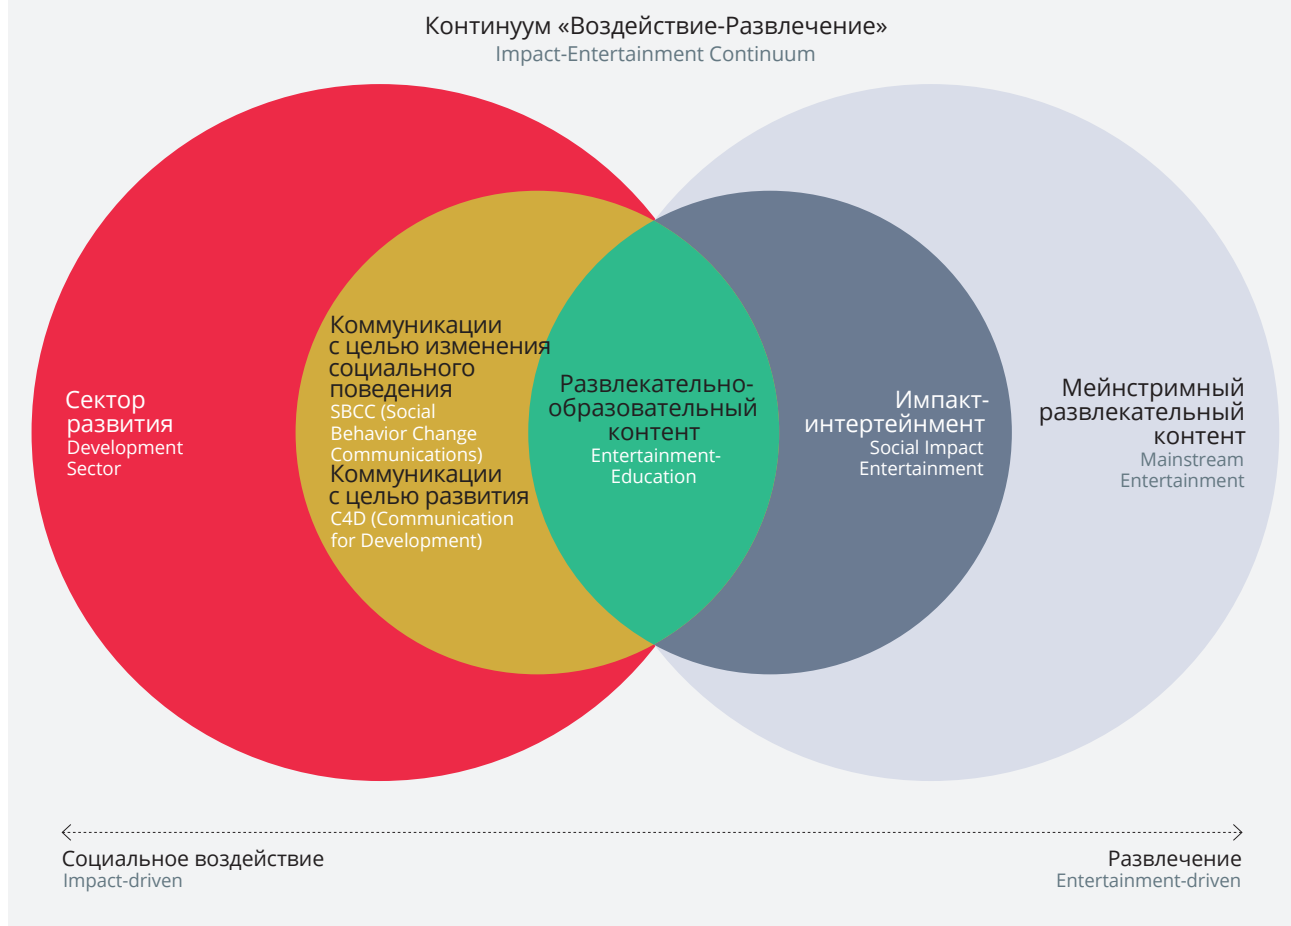 Континуум «Воздействие-Развлечение»
Impact-Entertainment Continuum
Сектор
развития
Development
Sector
Коммуникации
с целью изменения
социального
поведения
SBCC (Social
Behavior Change
Communications)
Коммуникации
с целью развития
C4D (Communication
for Development)
Развлекательно-
образовательный
контент
Entertainment-
Education
Импакт-
интертейнмент
Social Impact
Entertainment
Мейнстримный
развлекательный
контент
Mainstream
Entertainment
Социальное воздействие
Impact-driven
Развлечение
Entertainment-driven